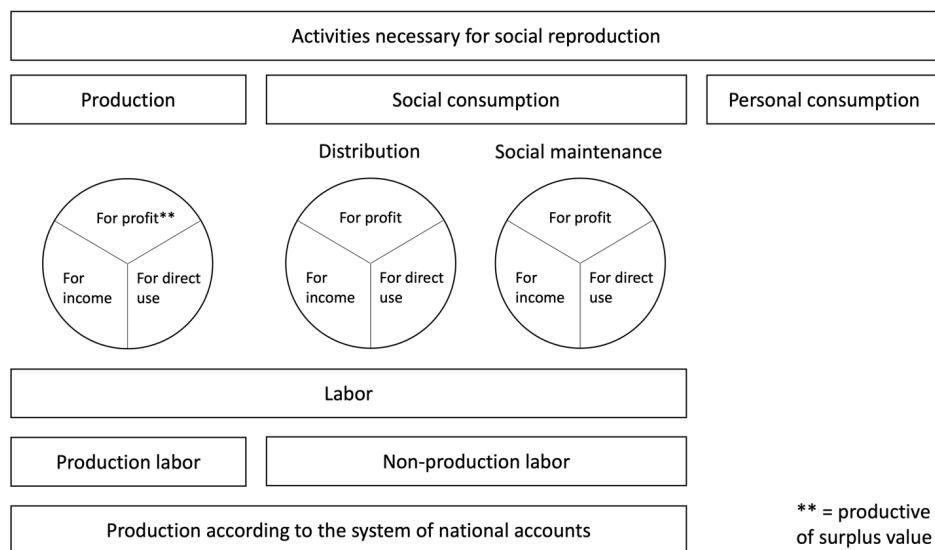 Activities necessary for social reproduction
Production
Social consumption
Personal consumption
Distribution
Social maintenance
For profit**
For
income
For direct
use
For profit
For
income
For direct
use
For profit
For
income
For direct
use
Labor
Production labor
Non-production labor
Production according to the system of national accounts
** = productive
of surplus value